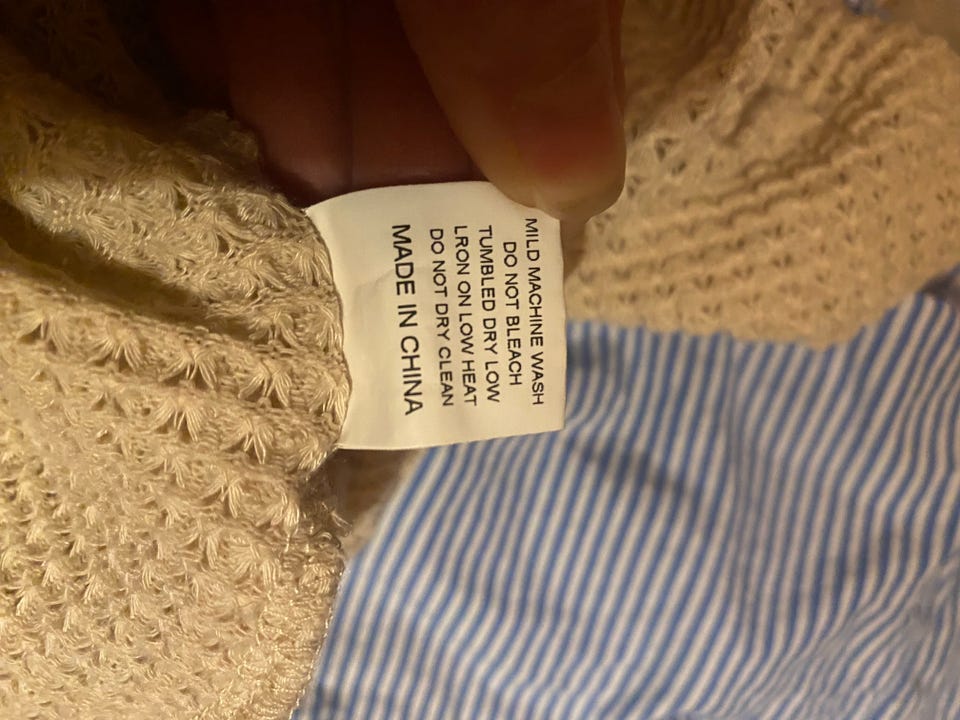 MILD MACHINE WASH
DO NOT BLEACH
TUMBLED DRY LOW
LRON ON LOW HEAT
DO NOT DRY CLEAN
MADE IN CHINA